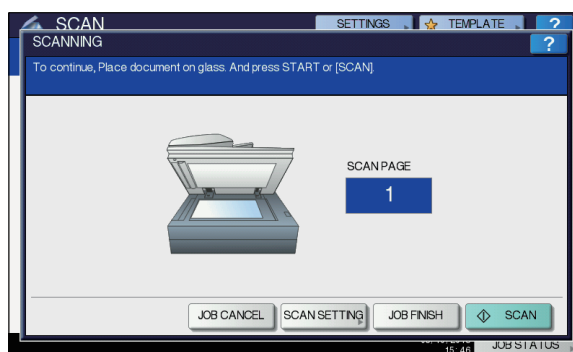 SCAN
SETTINGS
TEMPLATE
?
SCANNING
?
To continue, Place document on glass. And press START or [SCAN].
SCAN PAGE
1
JOB CANCEL
SCAN SETTING
JOB FINISH
SCAN
15:46
JOB STATUS